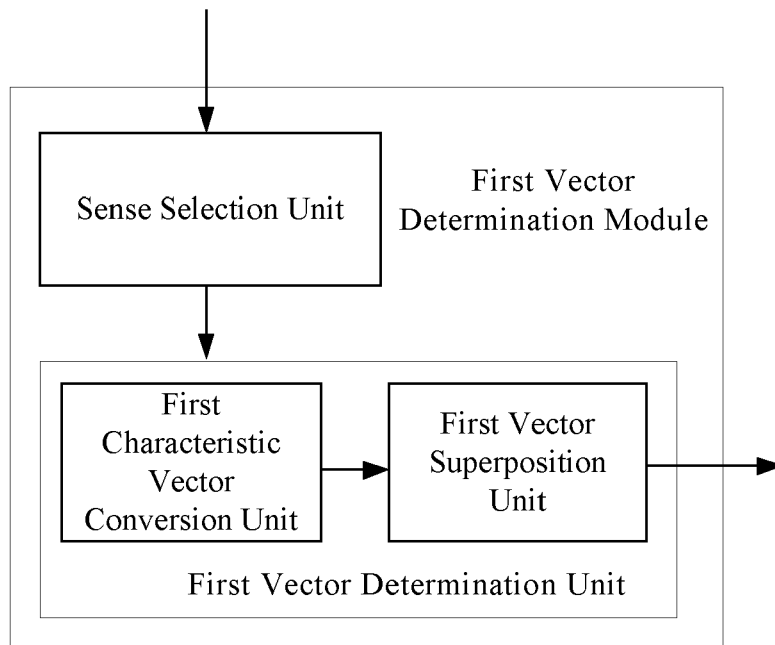 Sense Selection Unit
First Vector
Determination Module
First
Characteristic
Vector
Conversion Unit
First Vector
Superposition
Unit
First Vector Determination Unit